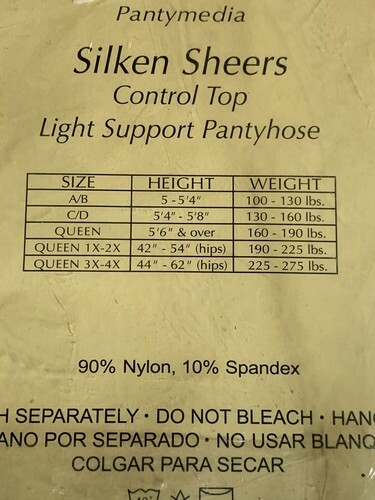 Pantymedia
Silken Sheers
Control Top
Light Support Pantyhose
SIZE HEIGHT WEIGHT
A/B 5 - 5'4" 100 - 130 lbs.
C/D 5'4" - 5'8" 130 - 160 lbs.
QUEEN 5'6" & over 160 - 190 lbs.
QUEEN 1X-2X 42" - 54" (hips) 190 - 225 lbs.
QUEEN 3X-4X 44" - 62" (hips) 225 - 275 lbs.
90% Nylon, 10% Spandex
H SEPARATELY · DO NOT BLEACH · HANG
ANO POR SEPARADO · NO USAR BLANQ
COLGAR PARA SECAR